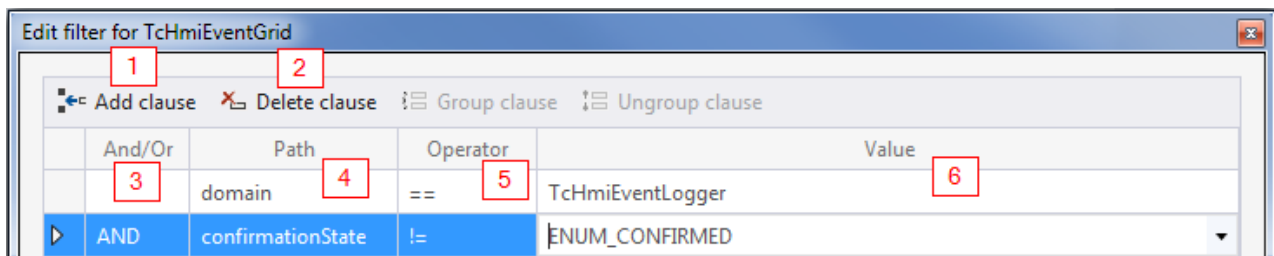 Edit filter for TcHmiEventGrid
1 2
Add clause Delete clause Group clause Ungroup clause
And/Or Path Operator Value
3 4 5 6
domain == TcHmiEventLogger
AND confirmationState != ENUM_CONFIRMED